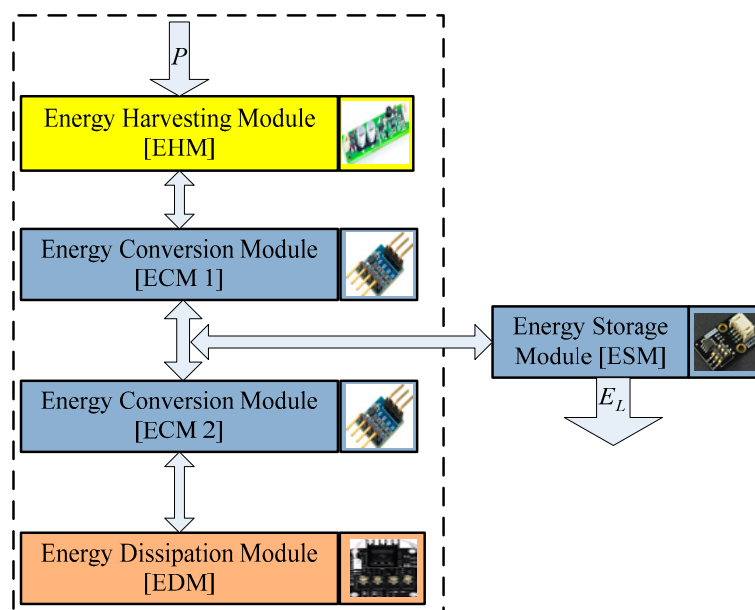 P
Energy Harvesting Module
[EHM]
Energy Conversion Module
[ECM 1]
Energy Storage
Module [ESM]
E_L
Energy Conversion Module
[ECM 2]
Energy Dissipation Module
[EDM]